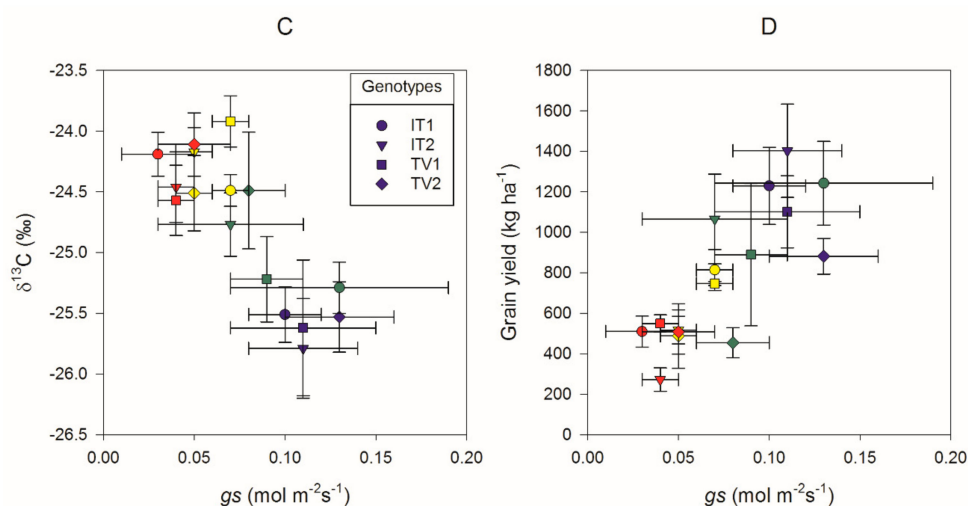 C
-23.5
-24.0
-24.5
-25.0
-25.5
-26.0
-26.5
δ¹³C (‰)
0.00 0.05 0.10 0.15 0.20
gs (mol m⁻²s⁻¹)
Genotypes
IT1
IT2
TV1
TV2
D
1800
1600
1400
1200
1000
800
600
400
200
0
Grain yield (kg ha⁻¹)
0.00 0.05 0.10 0.15 0.20
gs (mol m⁻²s⁻¹)